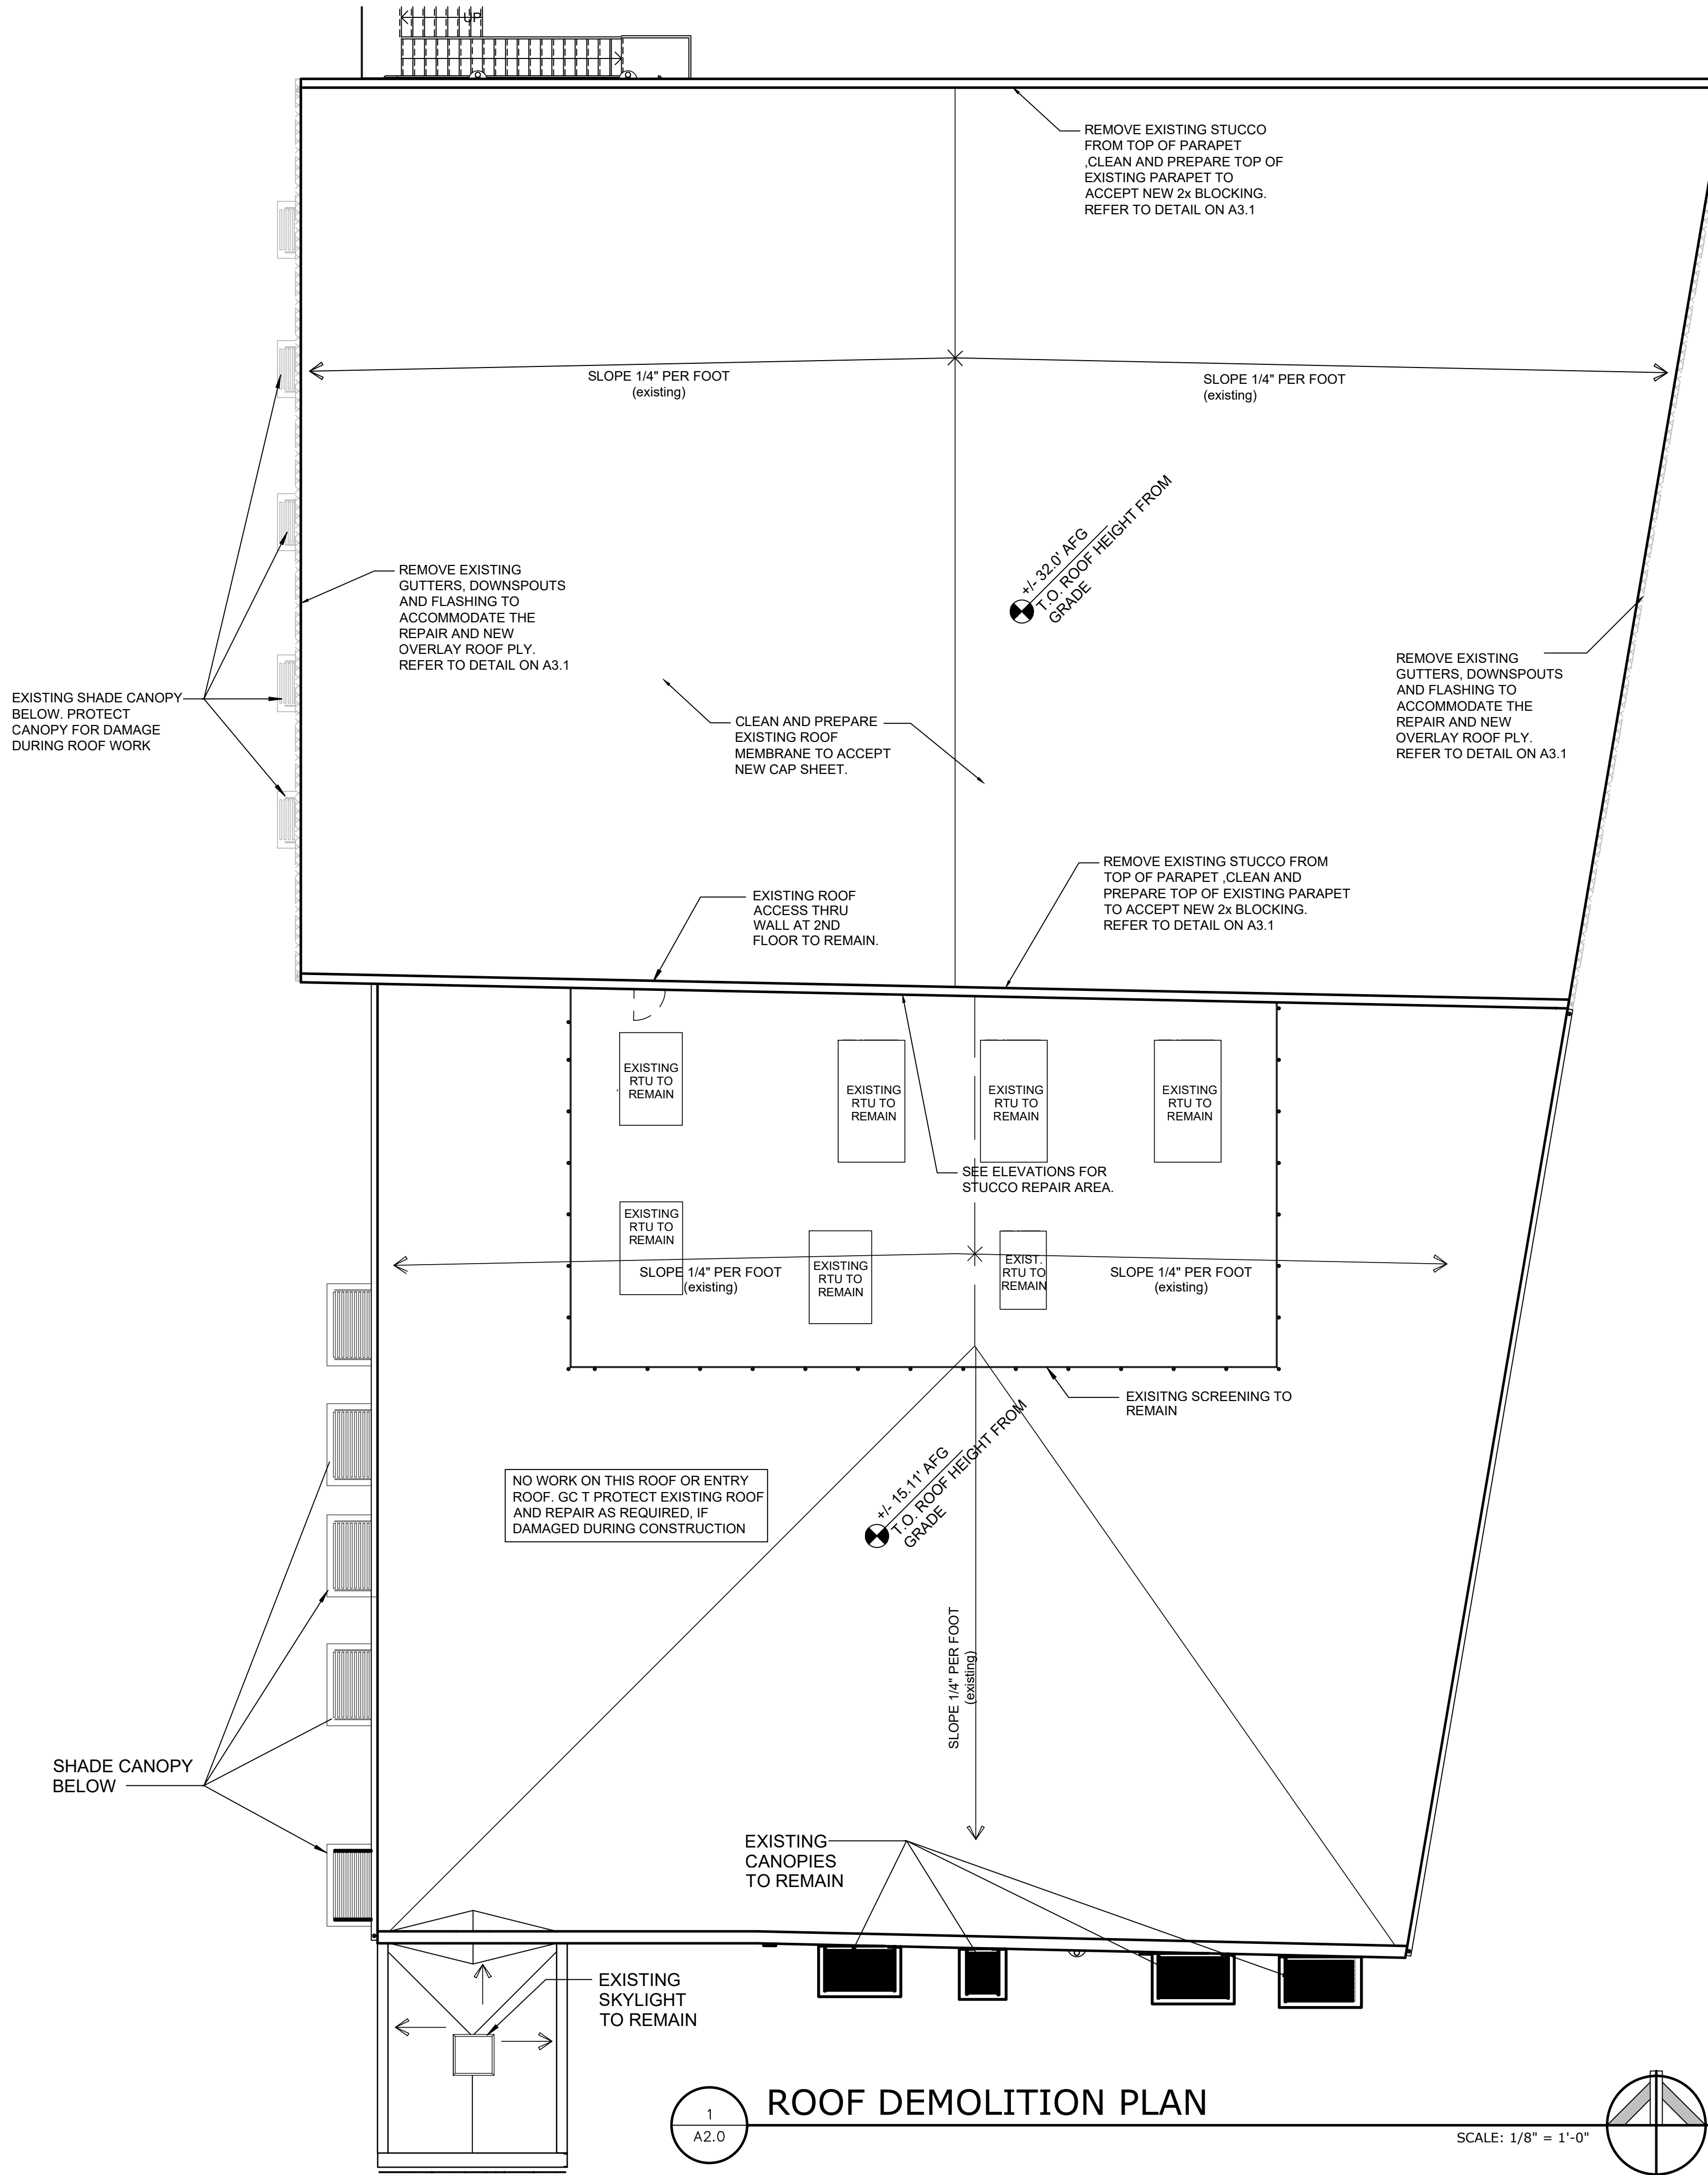 UP
REMOVE EXISTING STUCCO
FROM TOP OF PARAPET
,CLEAN AND PREPARE TOP OF
EXISTING PARAPET TO
ACCEPT NEW 2x BLOCKING.
REFER TO DETAIL ON A3.1
SLOPE 1/4" PER FOOT
(existing)
SLOPE 1/4" PER FOOT
(existing)
+/- 32.0' AFG
T.O. ROOF HEIGHT FROM
GRADE
REMOVE EXISTING
GUTTERS, DOWNSPOUTS
AND FLASHING TO
ACCOMMODATE THE
REPAIR AND NEW
OVERLAY ROOF PLY.
REFER TO DETAIL ON A3.1
REMOVE EXISTING
GUTTERS, DOWNSPOUTS
AND FLASHING TO
ACCOMMODATE THE
REPAIR AND NEW
OVERLAY ROOF PLY.
REFER TO DETAIL ON A3.1
EXISTING SHADE CANOPY
BELOW. PROTECT
CANOPY FOR DAMAGE
DURING ROOF WORK
CLEAN AND PREPARE
EXISTING ROOF
MEMBRANE TO ACCEPT
NEW CAP SHEET.
REMOVE EXISTING STUCCO FROM
TOP OF PARAPET ,CLEAN AND
PREPARE TOP OF EXISTING PARAPET
TO ACCEPT NEW 2x BLOCKING.
REFER TO DETAIL ON A3.1
EXISTING ROOF
ACCESS THRU
WALL AT 2ND
FLOOR TO REMAIN.
EXISTING
RTU TO
REMAIN
EXISTING
RTU TO
REMAIN
EXISTING
RTU TO
REMAIN
EXISTING
RTU TO
REMAIN
SEE ELEVATIONS FOR
STUCCO REPAIR AREA.
EXISTING
RTU TO
REMAIN
EXISTING
RTU TO
REMAIN
EXIST.
RTU TO
REMAIN
SLOPE 1/4" PER FOOT
(existing)
SLOPE 1/4" PER FOOT
(existing)
EXISITNG SCREENING TO
REMAIN
+/- 15.11' AFG
T.O. ROOF HEIGHT FROM
GRADE
NO WORK ON THIS ROOF OR ENTRY
ROOF. GC T PROTECT EXISTING ROOF
AND REPAIR AS REQUIRED, IF
DAMAGED DURING CONSTRUCTION
SLOPE 1/4" PER FOOT
(existing)
SHADE CANOPY
BELOW
EXISTING
CANOPIES
TO REMAIN
EXISTING
SKYLIGHT
TO REMAIN
1
A2.0
ROOF DEMOLITION PLAN
SCALE: 1/8" = 1'-0"